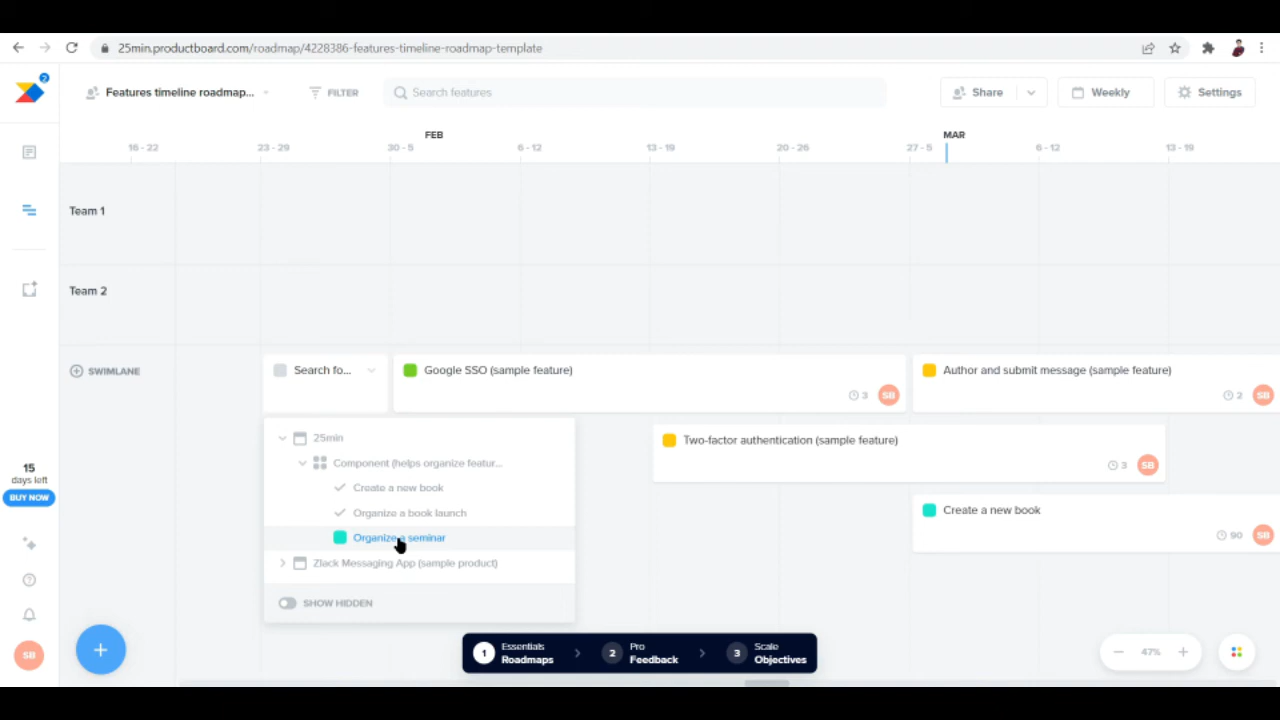 25min.productboard.com/roadmap/4228386-features-timeline-roadmap-template
2
Features timeline roadmap...
FILTER
Search features
Share
Weekly
Settings
FEB
MAR
16 - 22
23 - 29
30 - 5
6 - 12
13 - 19
20 - 26
27 - 5
6 - 12
13 - 19
Team 1
Team 2
SWIMLANE
Search fo...
Google SSO (sample feature)
3
SB
Author and submit message (sample feature)
2
SB
25min
Component (helps organize featur...
Create a new book
Organize a book launch
Organize a seminar
Zlack Messaging App (sample product)
SHOW HIDDEN
Two-factor authentication (sample feature)
3
SB
Create a new book
90
SB
15
days left
BUY NOW
SB
1
Essentials
Roadmaps
2
Pro
Feedback
3
Scale
Objectives
47%